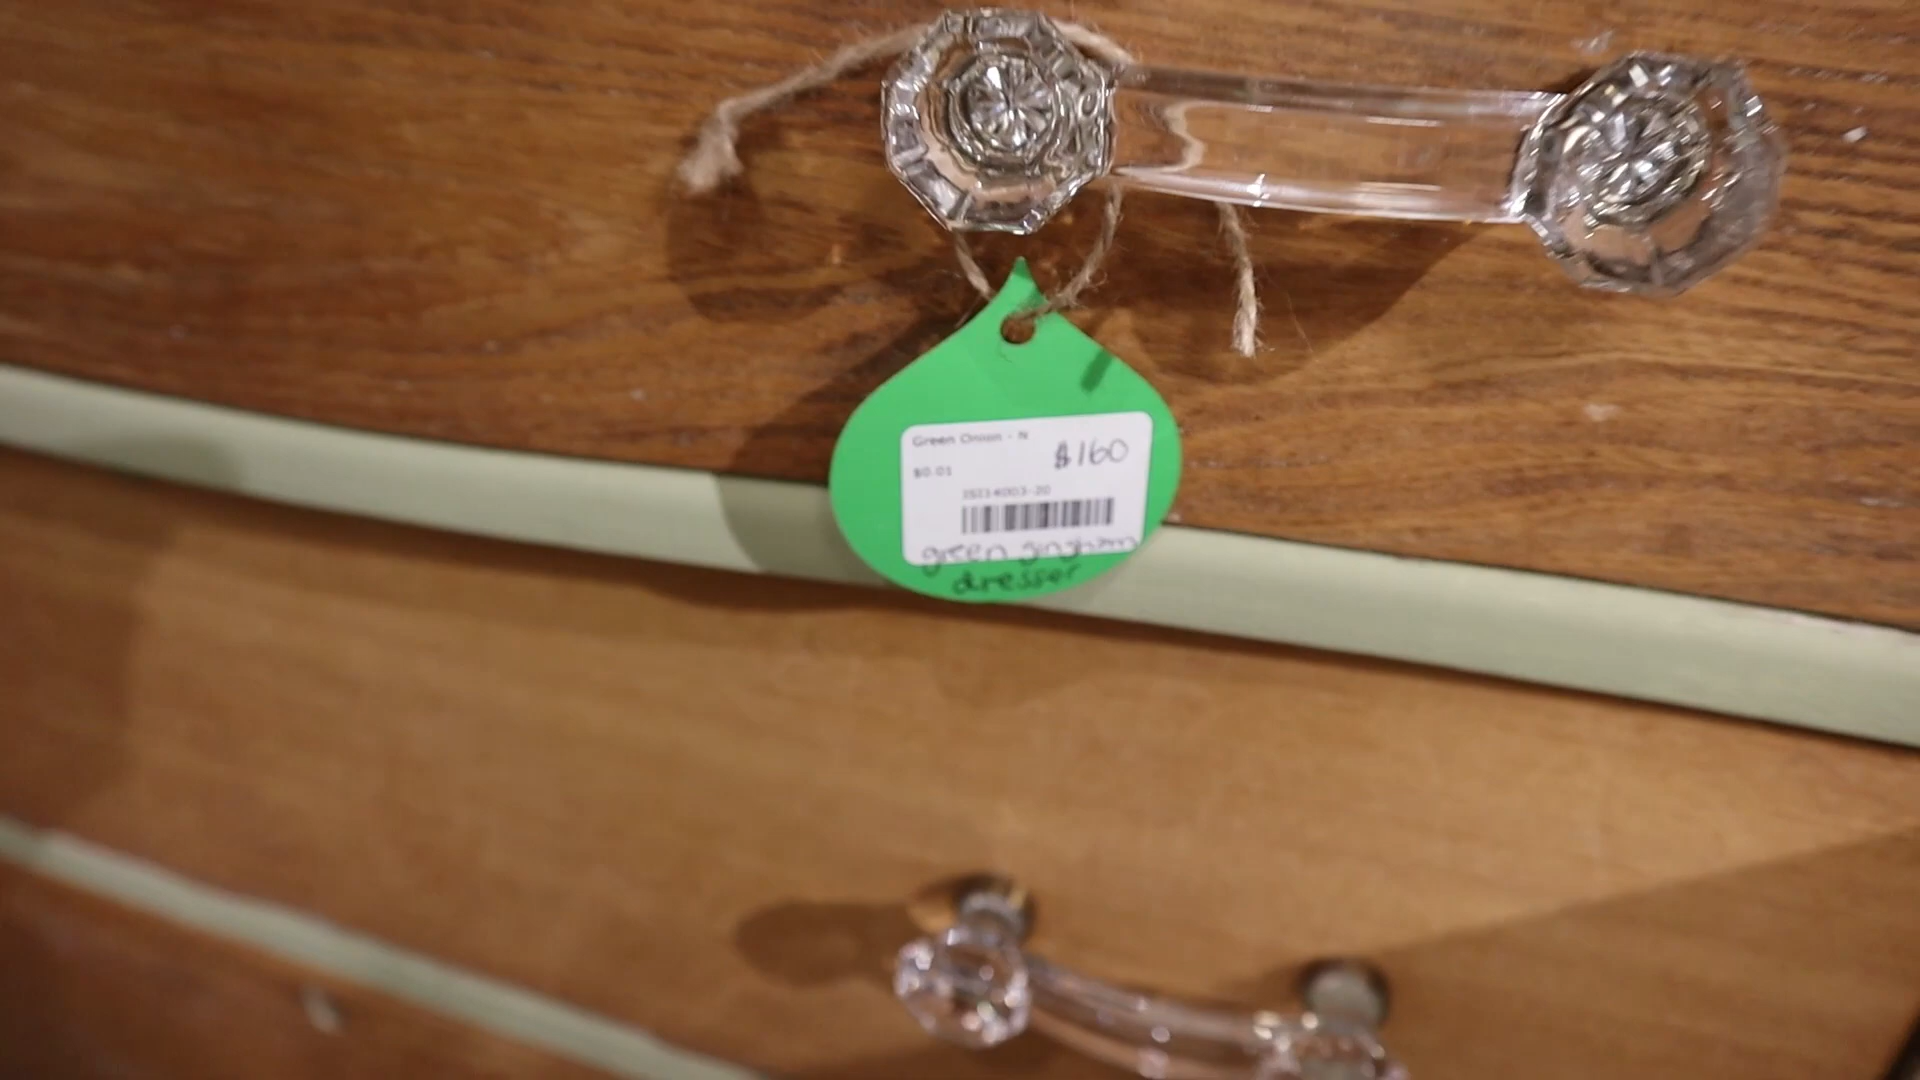 Green Onion - N
$160
$0.01
green gingham
dresser